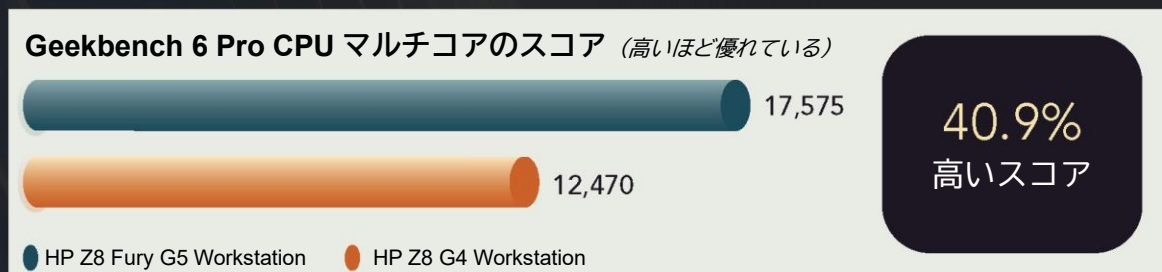 Geekbench 6 Pro CPU マルチコアのスコア (高いほど優れている)
17,575
12,470
HP Z8 Fury G5 Workstation HP Z8 G4 Workstation
40.9%
高いスコア